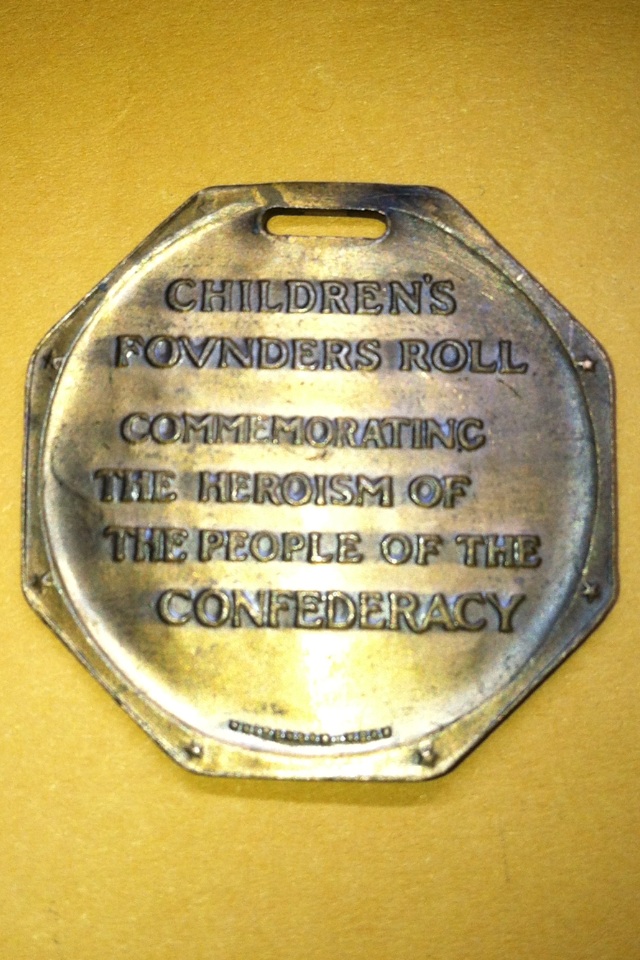 CHILDREN'S
FOVNDERS ROLL
COMMEMORATING
THE HEROISM OF
THE PEOPLE OF THE
CONFEDERACY